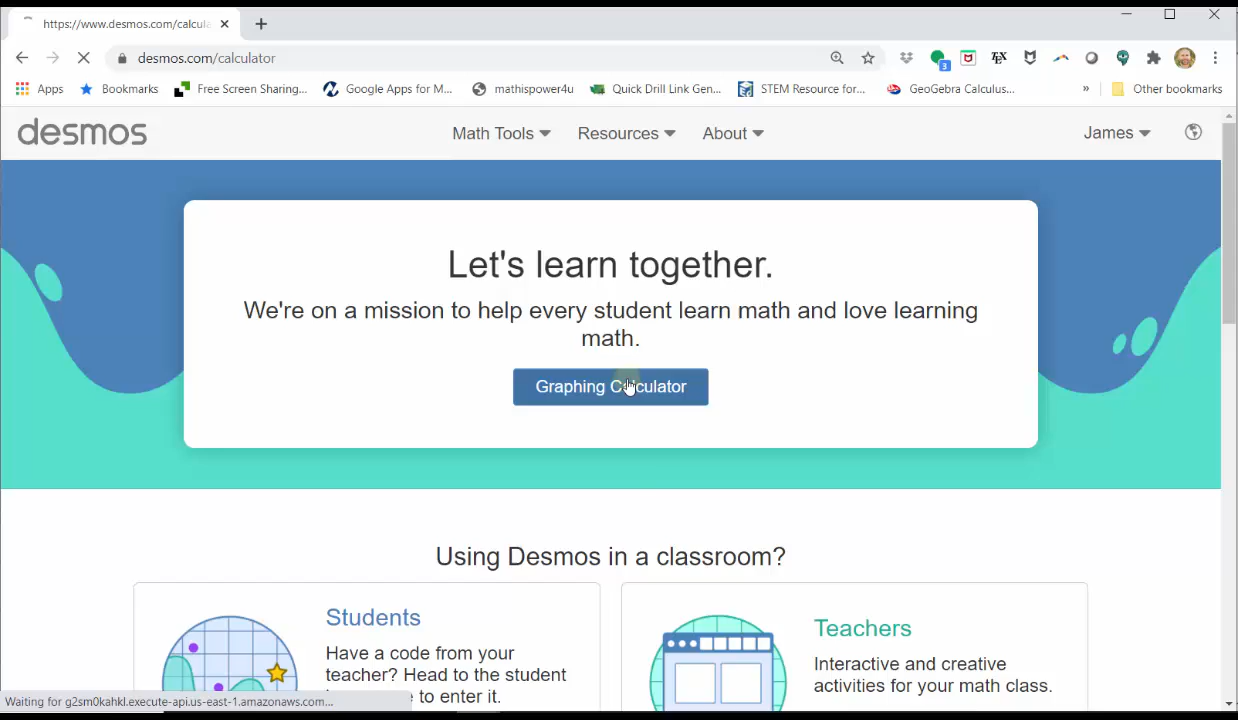 https://www.desmos.com/calcula
desmos.com/calculator
3
TEX
Apps
Bookmarks
Free Screen Sharing...
Google Apps for M...
mathispower4u
Quick Drill Link Gen...
STEM Resource for...
GeoGebra Calculus...
»
Other bookmarks
desmos
Math Tools
Resources
About
James
Let's learn together.
We're on a mission to help every student learn math and love learning
math.
Graphing Calculator
Using Desmos in a classroom?
Students
Have a code from your
teacher? Head to the student
e to enter it.
Teachers
Interactive and creative
activities for your math class.
Waiting for g2sm0kahkl.execute-api.us-east-1.amazonaws.com...